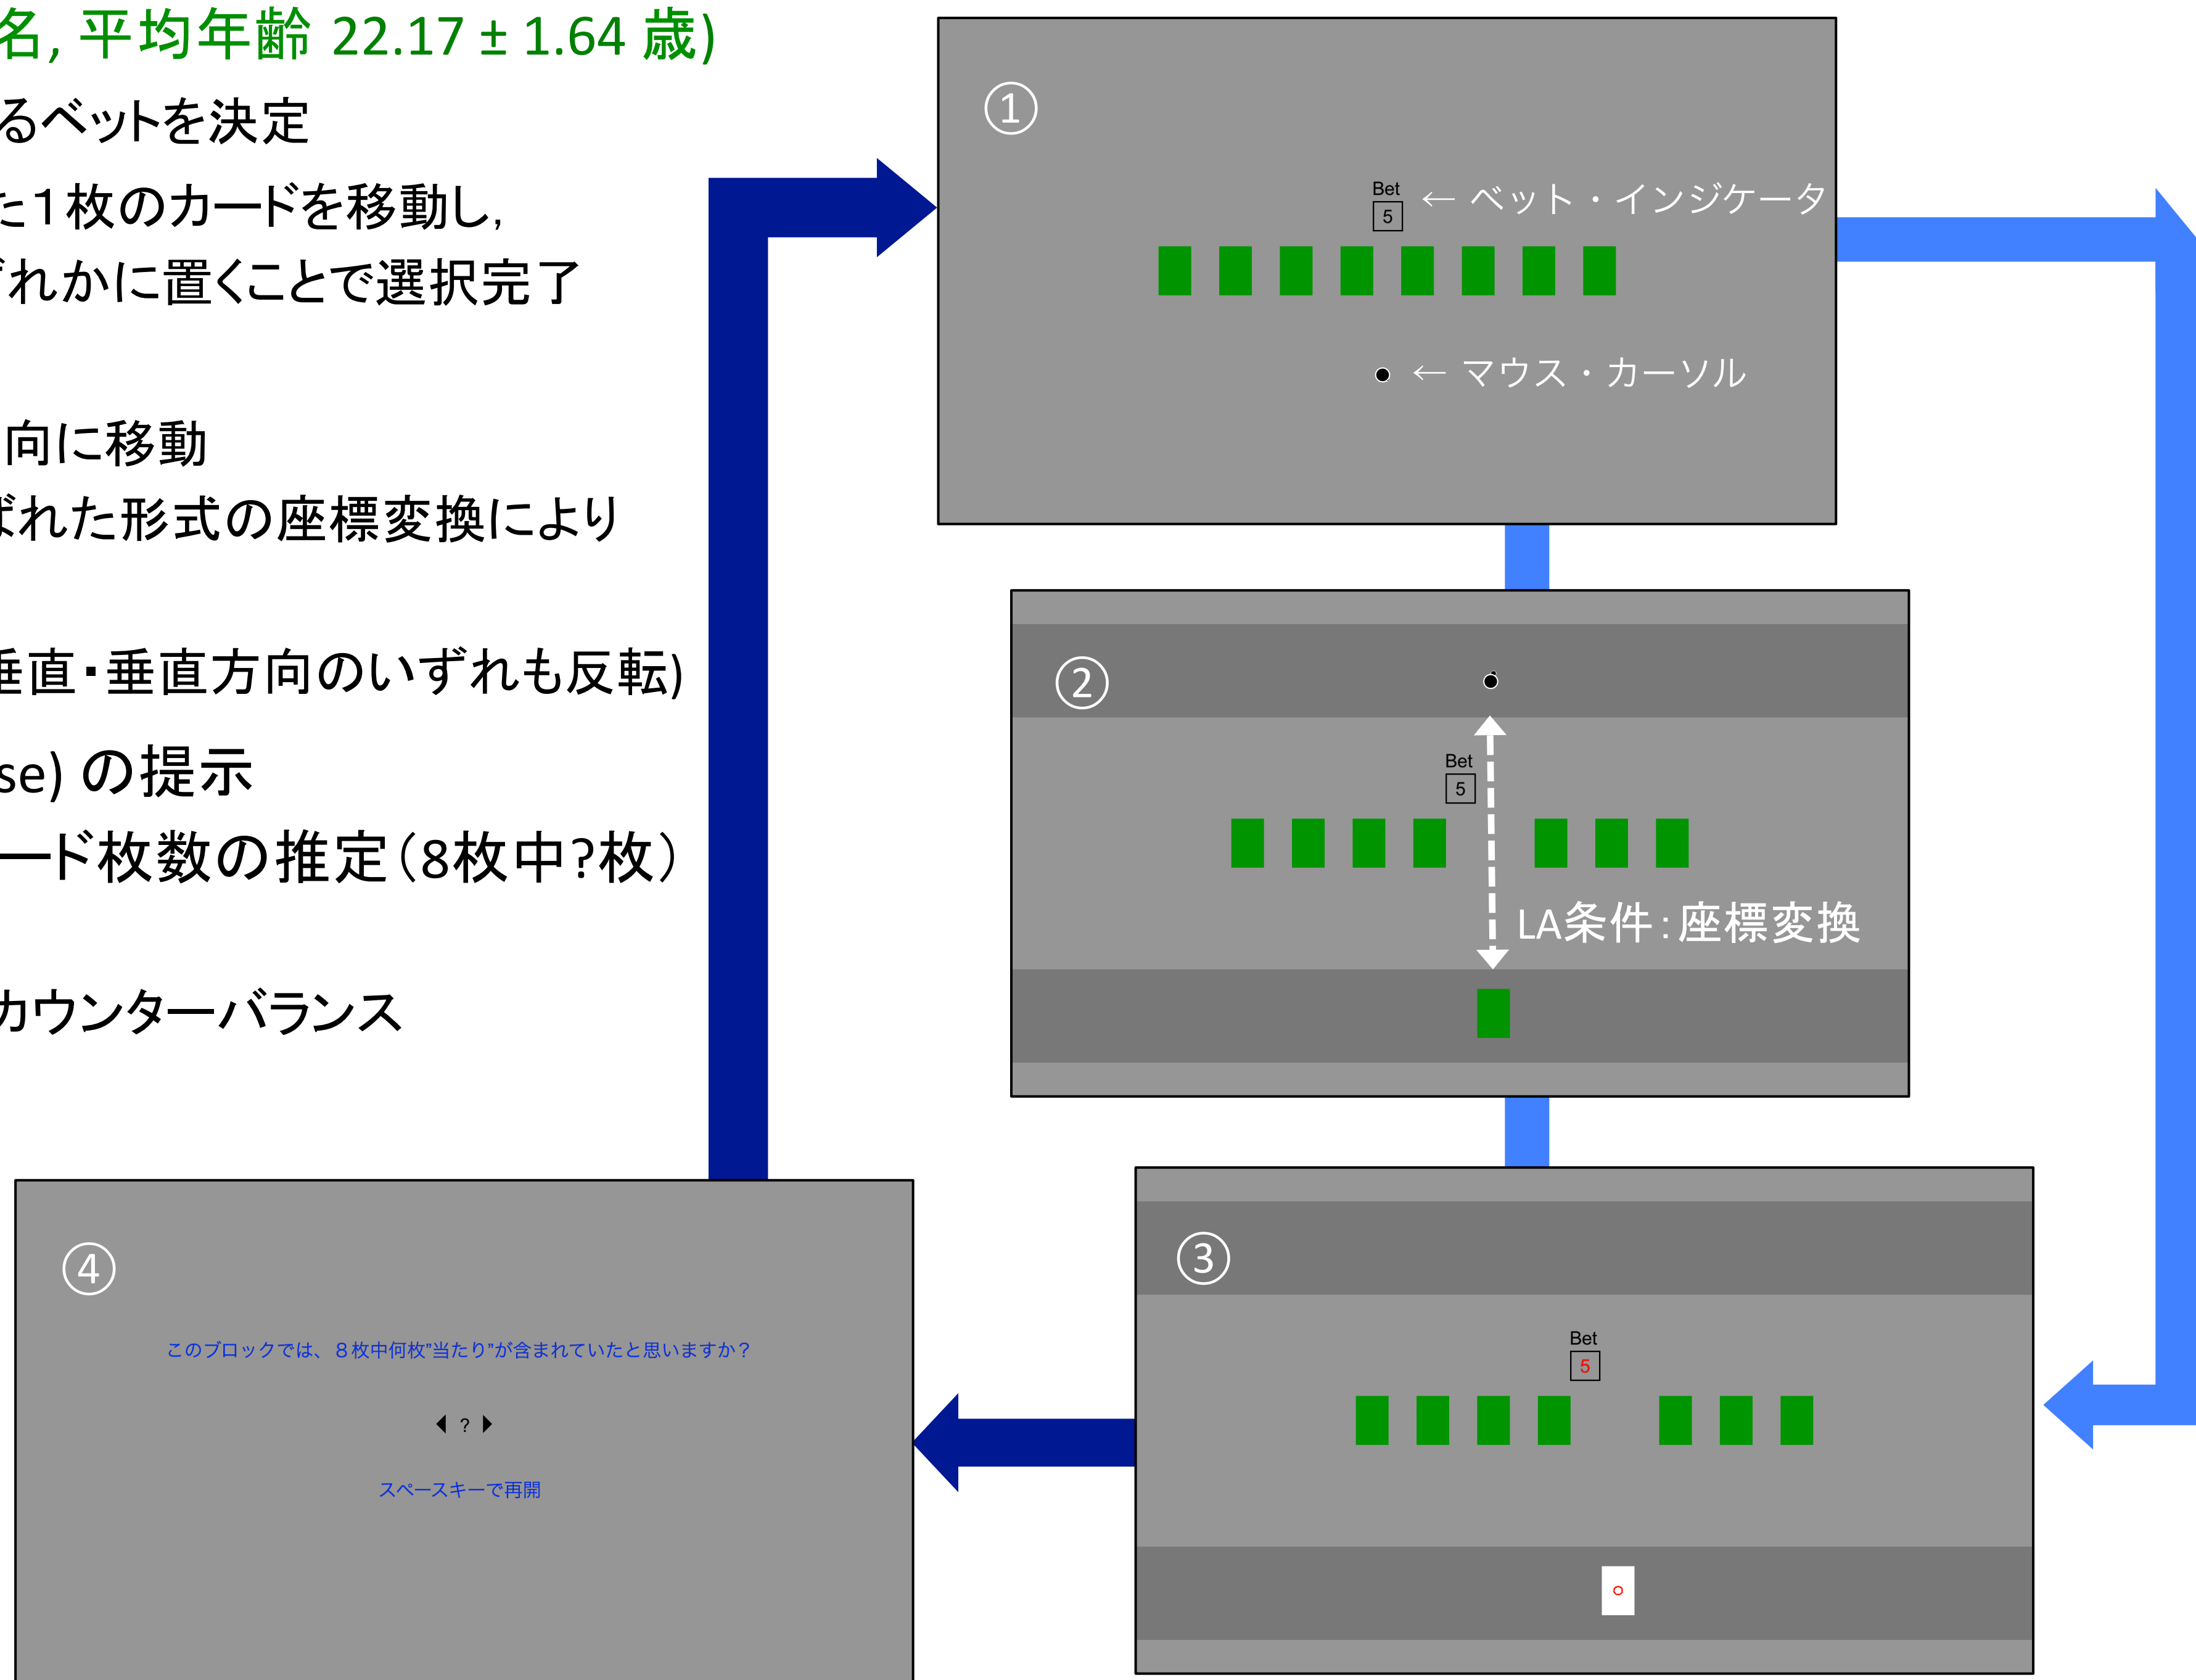 名, 平均年齢 22.17 ± 1.64 歳)
るベットを決定
た1枚のカードを移動し,
ずれかに置くことで選択完了
向に移動
ばれた形式の座標変換により
垂直・垂直方向のいずれも反転)
se) の提示
ード枚数の推定(8枚中?枚)
カウンターバランス
①
Bet
5
← ベット・インジケータ
← マウス・カーソル
②
Bet
5
LA条件:座標変換
③
Bet
5
○
④
このブロックでは、8枚中何枚"当たり"が含まれていたと思いますか?
?
スペースキーで再開